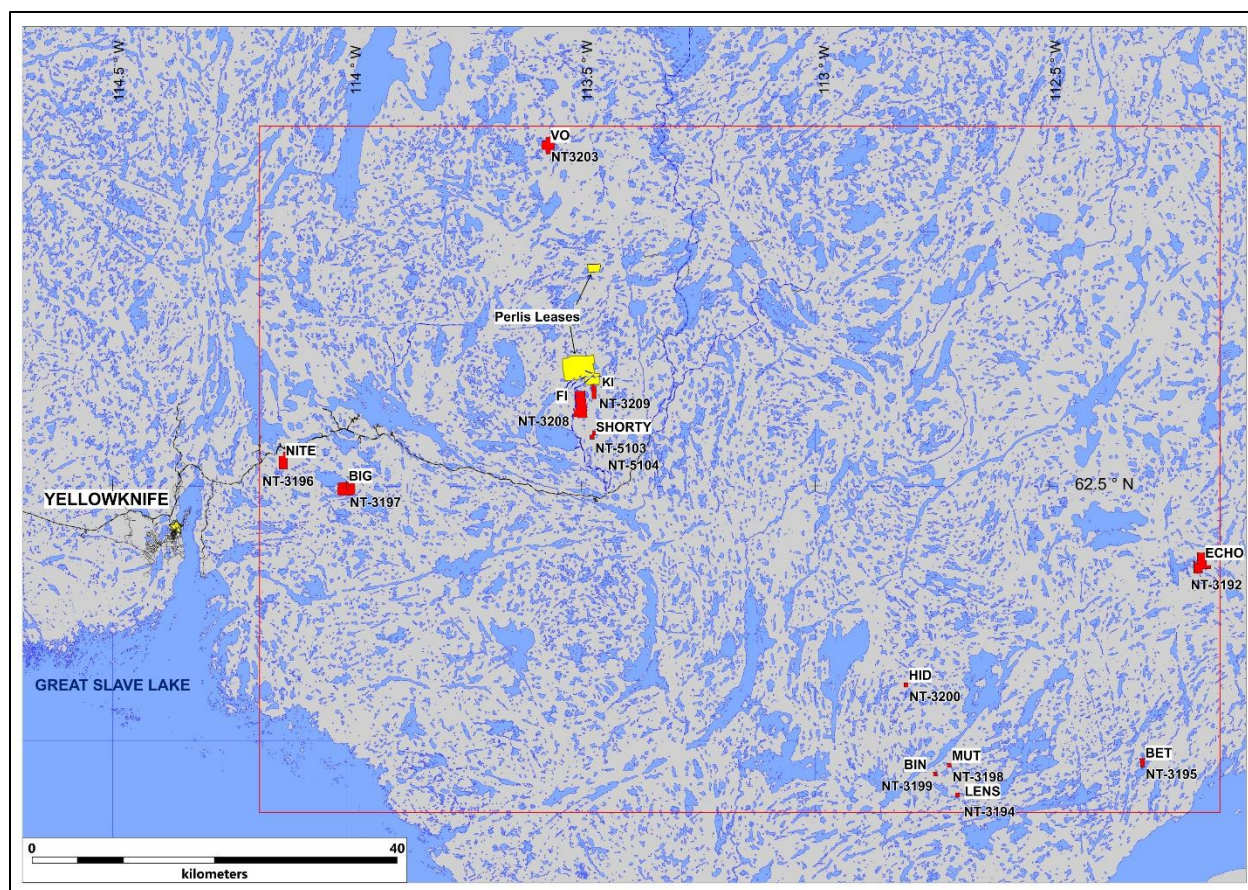 114.5 ° W
114 ° W
113.5 ° W
113 ° W
112.5 ° W
VO
NT3203
Perlis Leases
KI
FI
NT-3209
NT-3208
SHORTY
NT-5103
NT-5104
NITE
NT-3196
BIG
NT-3197
62.5 ° N
YELLOWKNIFE
ECHO
NT-3192
GREAT SLAVE LAKE
HID
NT-3200
MUT
BET
BIN
NT-3198
NT-3195
NT-3199
LENS
NT-3194
0 40
kilometers